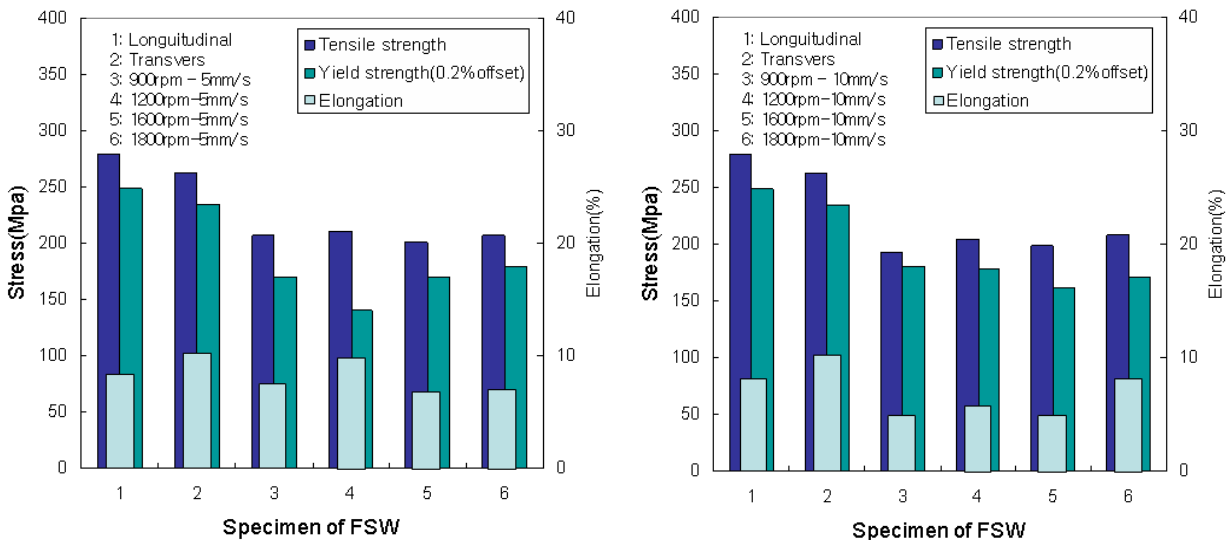 400
350
300
250
200
150
100
50
0
Stress(Mpa)
1: Longuitudinal
2: Transvers
3: 900rpm - 5mm/s
4: 1200rpm-5mm/s
5: 1600rpm-5mm/s
6: 1800rpm-5mm/s
Tensile strength
Yield strength(0.2%offset)
Elongation
40
30
20
10
0
Elongation(%)
1 2 3 4 5 6
Specimen of FSW
400
350
300
250
200
150
100
50
0
Stress(Mpa)
1: Longitudinal
2: Transvers
3: 900rpm - 10mm/s
4: 1200rpm-10mm/s
5: 1600rpm-10mm/s
6: 1800rpm-10mm/s
Tensile strength
Yield strength(0.2%offset)
Elongation
40
30
20
10
0
Elongation(%)
1 2 3 4 5 6
Specimen of FSW